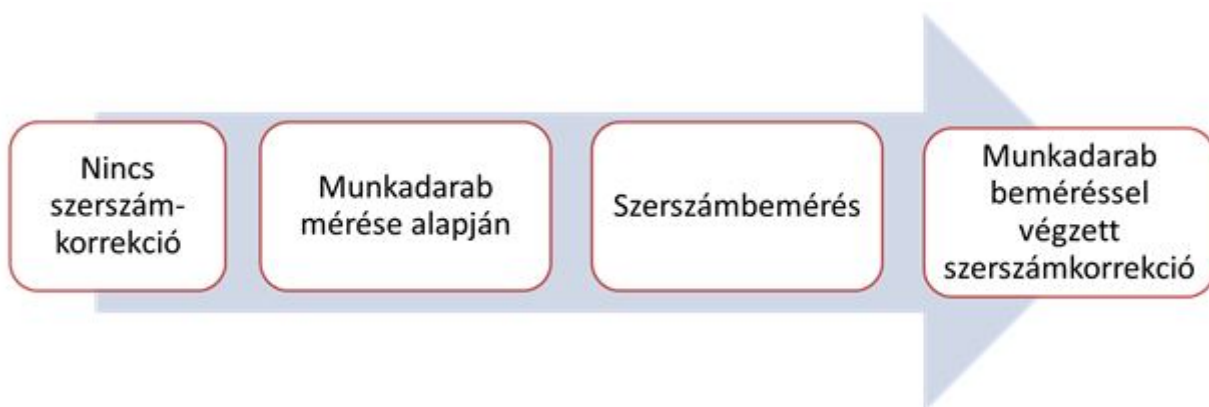 Nincs
szerszám-
korrekció
Munkadarab
mérése alapján
Szerszámbemérés
Munkadarab
beméréssel
végzett
szerszámkorrekció